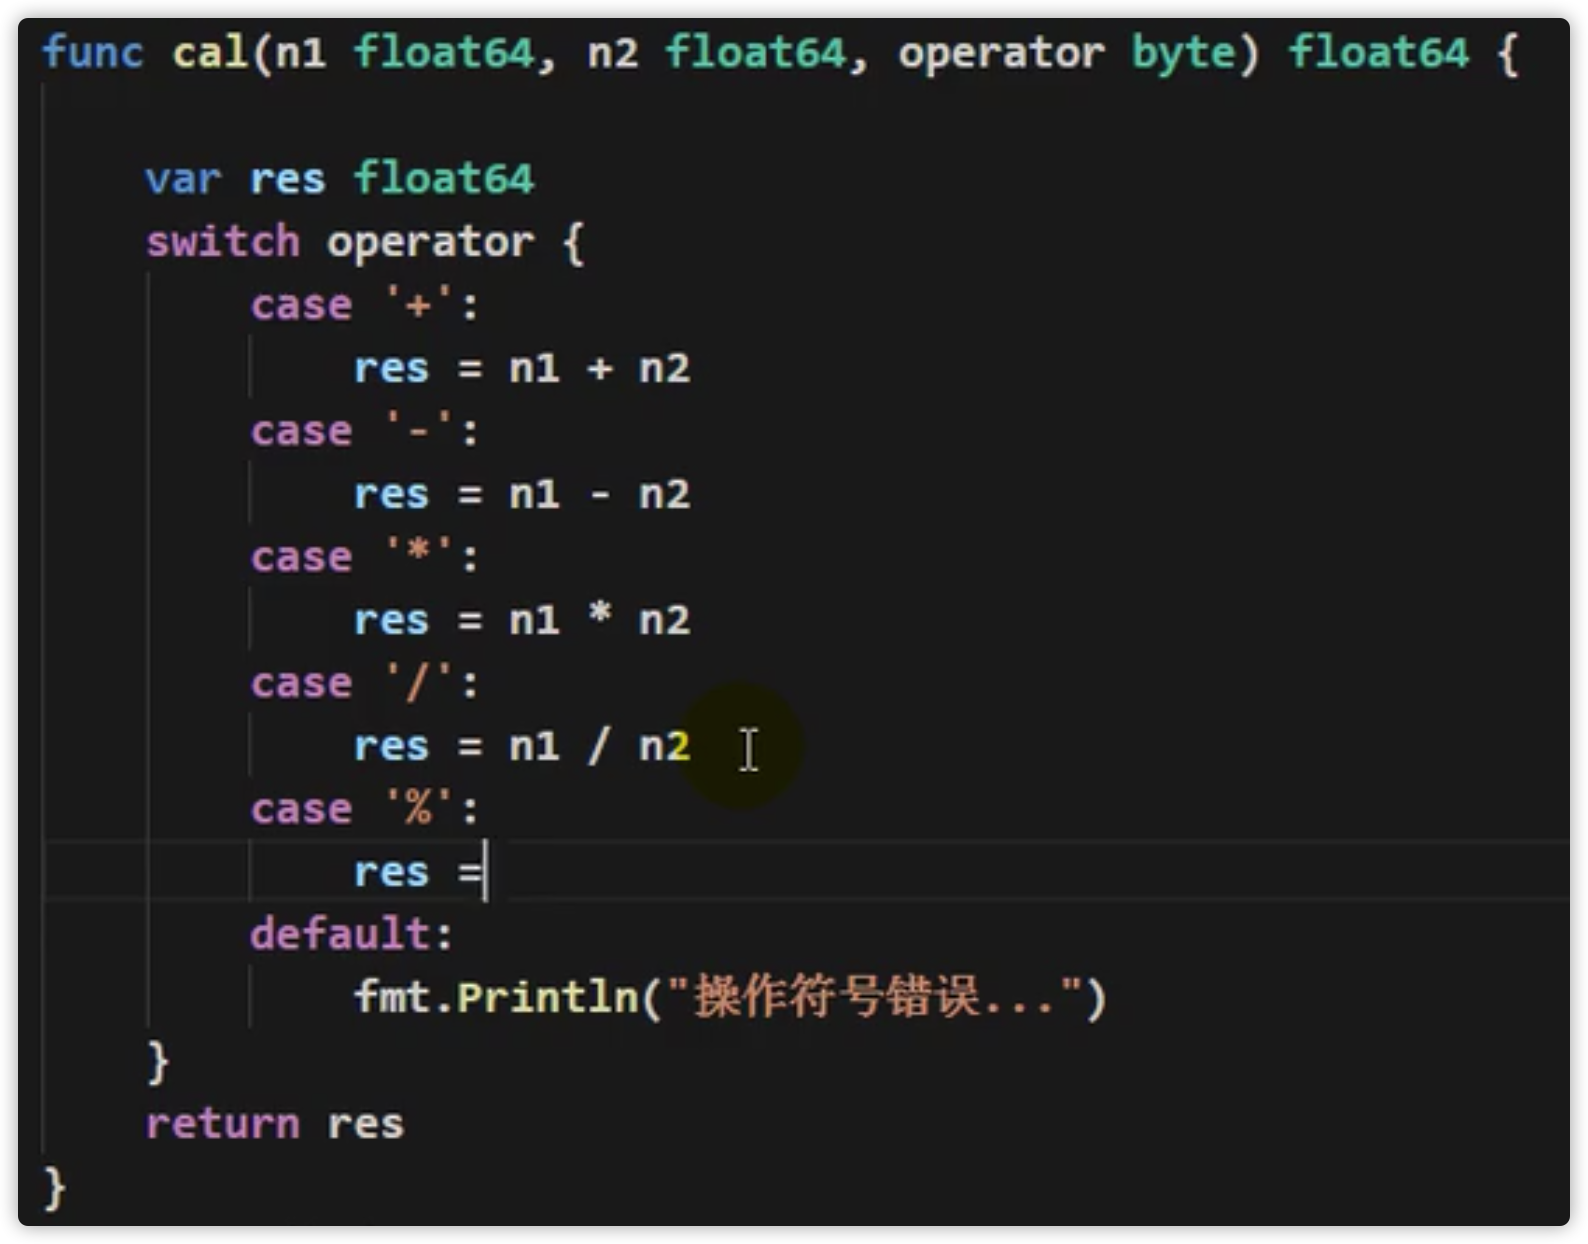 func cal(n1 float64, n2 float64, operator byte) float64 {
var res float64
switch operator {
case '+':
res = n1 + n2
case '-':
res = n1 - n2
case '*':
res = n1 * n2
case '/':
res = n1 / n2
case '%':
res =
default:
fmt.Println("操作符号错误...")
}
return res
}